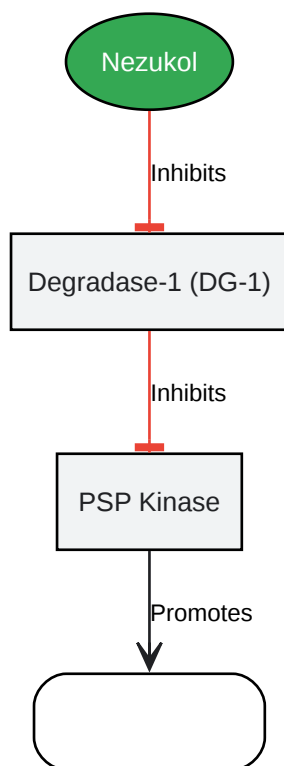 Nezukol
Inhibits
Degradase-1 (DG-1)
Inhibits
PSP Kinase
Promotes